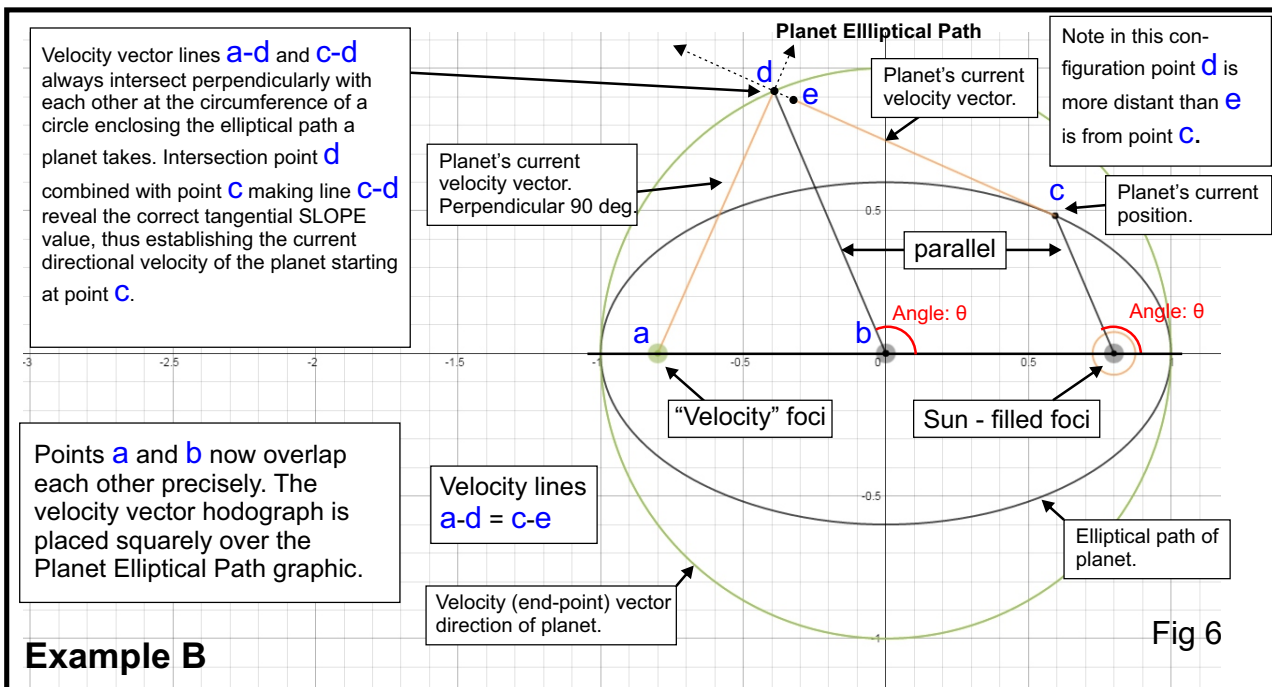 Planet Ellliptical Path
Velocity vector lines a-d and c-d
always intersect perpendicularly with
each other at the circumference of a
circle enclosing the elliptical path a
planet takes. Intersection point d
combined with point c making line c-d
reveal the correct tangential SLOPE
value, thus establishing the current
directional velocity of the planet starting
at point c.
d
e
Planet's current
velocity vector.
Note in this con-
figuration point d is
more distant than e
is from point c.
Planet's current
velocity vector.
Perpendicular 90 deg.
c
Planet's current
position.
0.5
parallel
a
b
Angle: θ
Angle: θ
-3
-2
-1.5
-1
-0.5
0
0.5
1
“Velocity” foci
Sun - filled foci
Points a and b now overlap
each other precisely. The
velocity vector hodograph is
placed squarely over the
Planet Elliptical Path graphic.
Velocity lines
a-d = c-e
-0.5
Elliptical path of
planet.
Velocity (end-point) vector
direction of planet.
-1
Fig 6
Example B